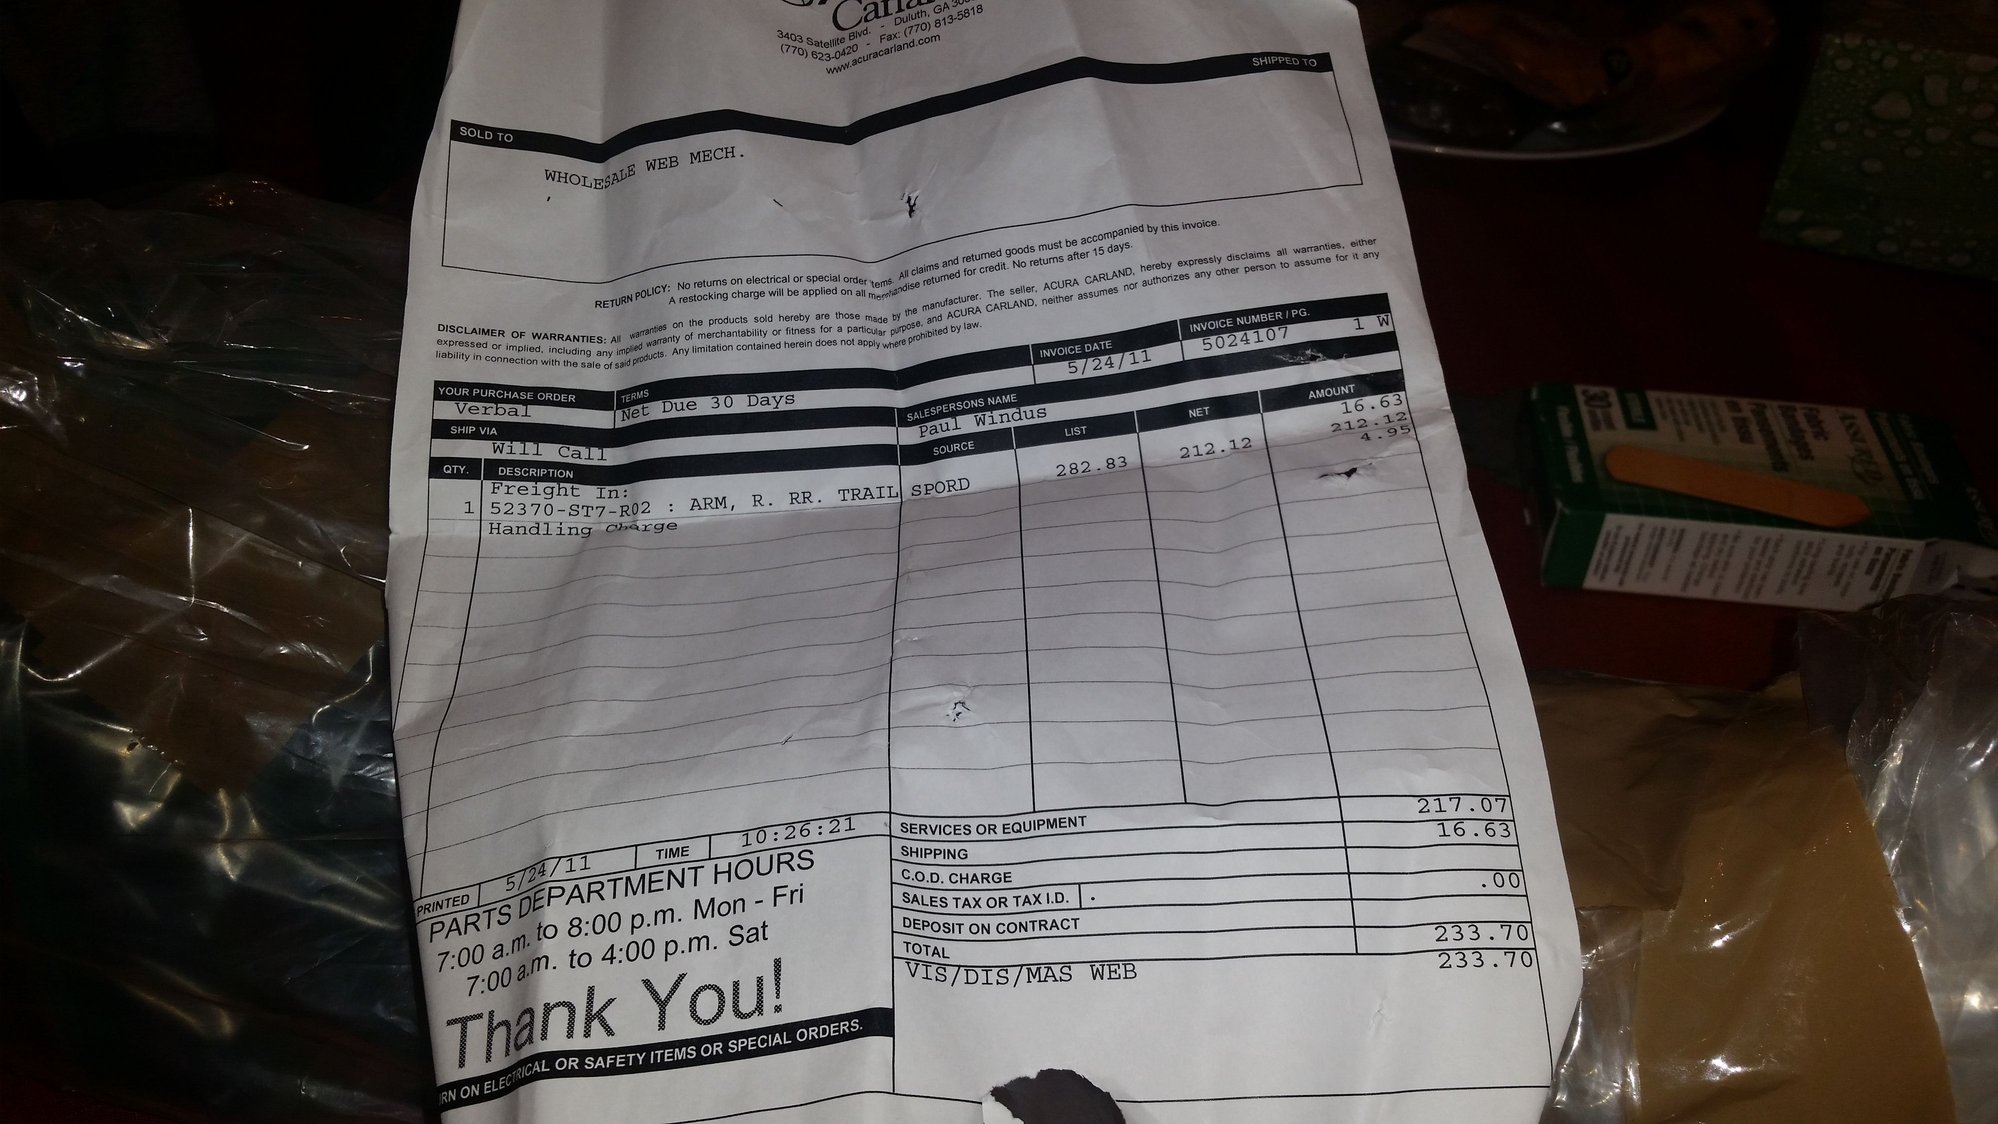 Carland
3403 Satellite Blvd. - Duluth, GA
(770) 623-0420 - Fax: (770) 813-5818
www.acuracarland.com
SOLD TO
SHIPPED TO
WHOLESALE WEB MECH.
RETURN POLICY: No returns on electrical or special order items. All claims and returned goods must be accompanied by this invoice.
A restocking charge will be applied on all merchandise returned for credit. No returns after 15 days.
DISCLAIMER OF WARRANTIES: All warranties on the products sold hereby are those made by the manufacturer. The seller, ACURA CARLAND, hereby expressly disclaims all warranties, either
expressed or implied, including any implied warranty of merchantability or fitness for a particular purpose, and ACURA CARLAND, neither assumes nor authorizes any other person to assume for it any
liability in connection with the sale of said products. Any limitation contained herein does not apply where prohibited by law.
INVOICE DATE INVOICE NUMBER / PG.
5/24/11 5024107 1 W
YOUR PURCHASE ORDER TERMS SALESPERSONS NAME
Verbal Net Due 30 Days Paul Windus
SHIP VIA
Will Call
QTY. DESCRIPTION SOURCE LIST NET AMOUNT
Freight In: 16.63
1 52370-ST7-R02 : ARM, R. RR. TRAIL SPORD 282.83 212.12 212.12
Handling Charge 4.95
PRINTED 5/24/11 TIME 10:26:21
PARTS DEPARTMENT HOURS
7:00 a.m. to 8:00 p.m. Mon - Fri
7:00 a.m. to 4:00 p.m. Sat
Thank You!
RN ON ELECTRICAL OR SAFETY ITEMS OR SPECIAL ORDERS.
SERVICES OR EQUIPMENT 217.07
SHIPPING 16.63
C.O.D. CHARGE
SALES TAX OR TAX I.D. . .00
DEPOSIT ON CONTRACT
TOTAL 233.70
VIS/DIS/MAS WEB 233.70
ASSURED
Fabric
Bandages
30